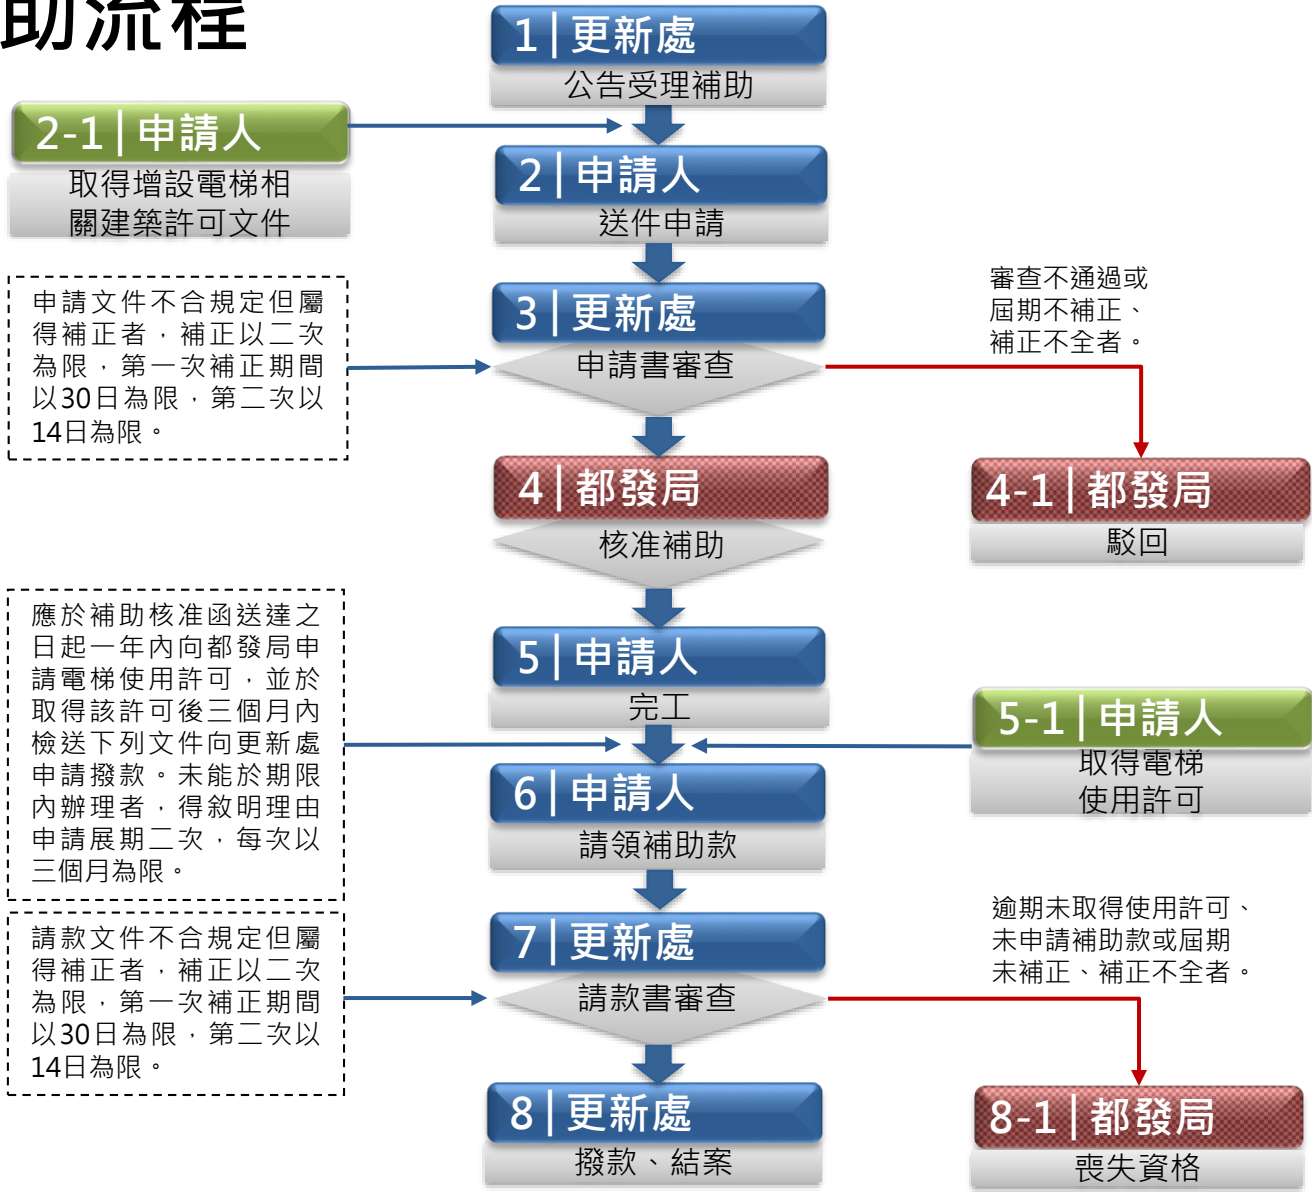 助流程
1│更新處
公告受理補助
2-1│申請人
取得增設電梯相
關建築許可文件
2│申請人
送件申請
申請文件不合規定但屬
得補正者，補正以二次
為限，第一次補正期間
以30日為限，第二次以
14日為限。
3│更新處
申請書審查
審查不通過或
屆期不補正、
補正不全者。
4│都發局
核准補助
4-1│都發局
駁回
應於補助核准函送達之
日起一年內向都發局申
請電梯使用許可，並於
取得該許可後三個月內
檢送下列文件向更新處
申請撥款。未能於期限
內辦理者，得敘明理由
申請展期二次，每次以
三個月為限。
5│申請人
完工
5-1│申請人
取得電梯
使用許可
6│申請人
請領補助款
請款文件不合規定但屬
得補正者，補正以二次
為限，第一次補正期間
以30日為限，第二次以
14日為限。
7│更新處
請款書審查
逾期未取得使用許可、
未申請補助款或屆期
未補正、補正不全者。
8│更新處
撥款、結案
8-1│都發局
喪失資格